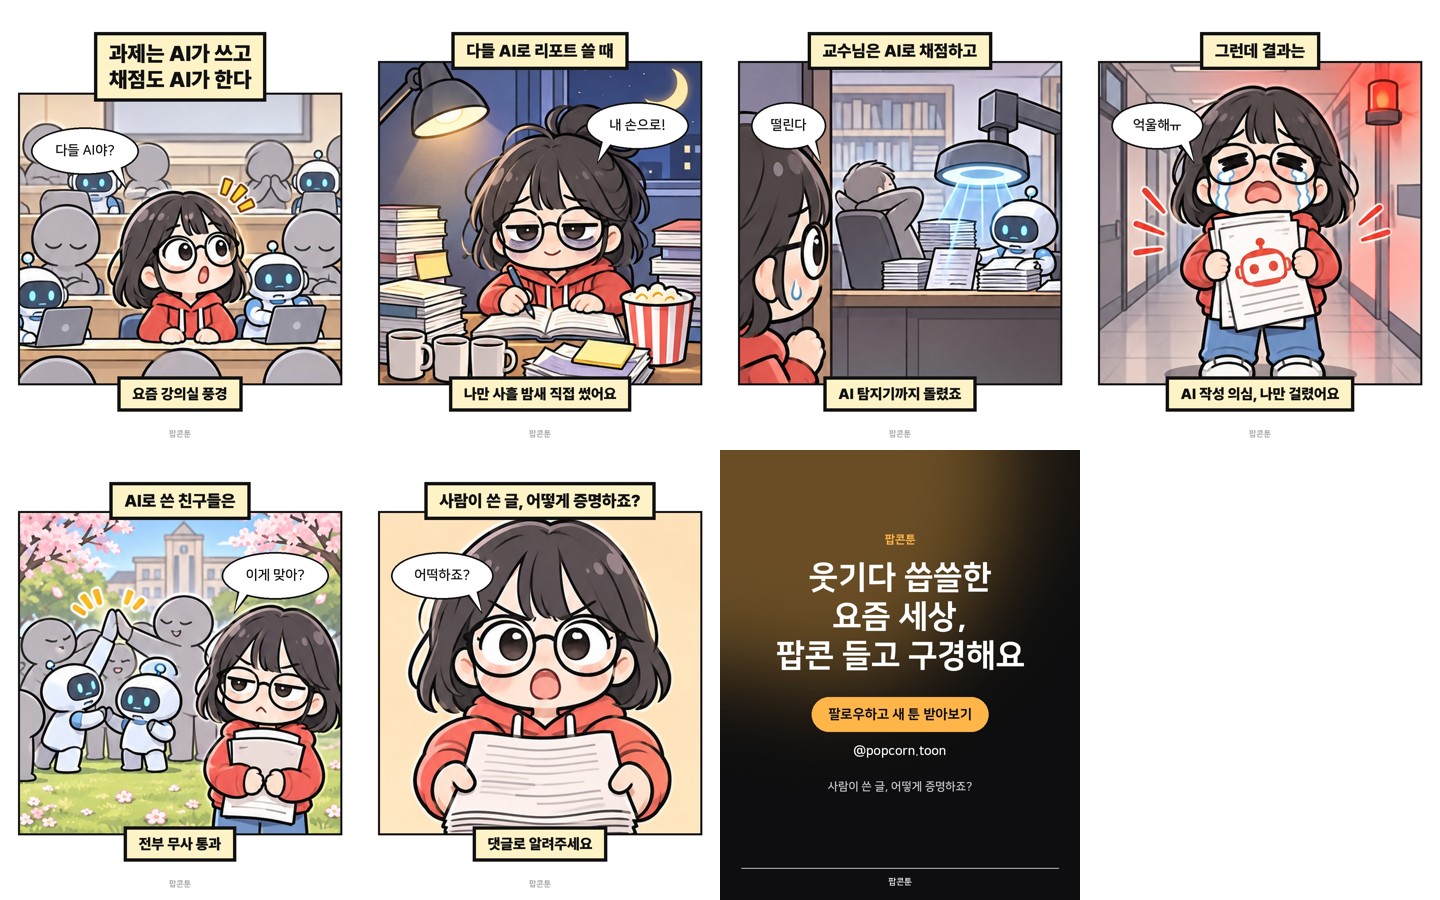 과제는 AI가 쓰고
채점도 AI가 한다
다들 AI야?
요즘 강의실 풍경
팝콘툰
다들 AI로 리포트 쓸 때
내 손으로!
나만 사흘 밤새 직접 썼어요
팝콘툰
교수님은 AI로 채점하고
떨린다
AI 탐지기까지 돌렸죠
팝콘툰
그런데 결과는
억울해ㅠ
AI 작성 의심, 나만 걸렸어요
팝콘툰
AI로 쓴 친구들은
이게 맞아?
전부 무사 통과
팝콘툰
사람이 쓴 글, 어떻게 증명하죠?
어떡하죠?
댓글로 알려주세요
팝콘툰
팝콘툰
웃기다 씁쓸한
요즘 세상,
팝콘 들고 구경해요
팔로우하고 새 툰 받아보기
@popcorn.toon
사람이 쓴 글, 어떻게 증명하죠?
팝콘툰